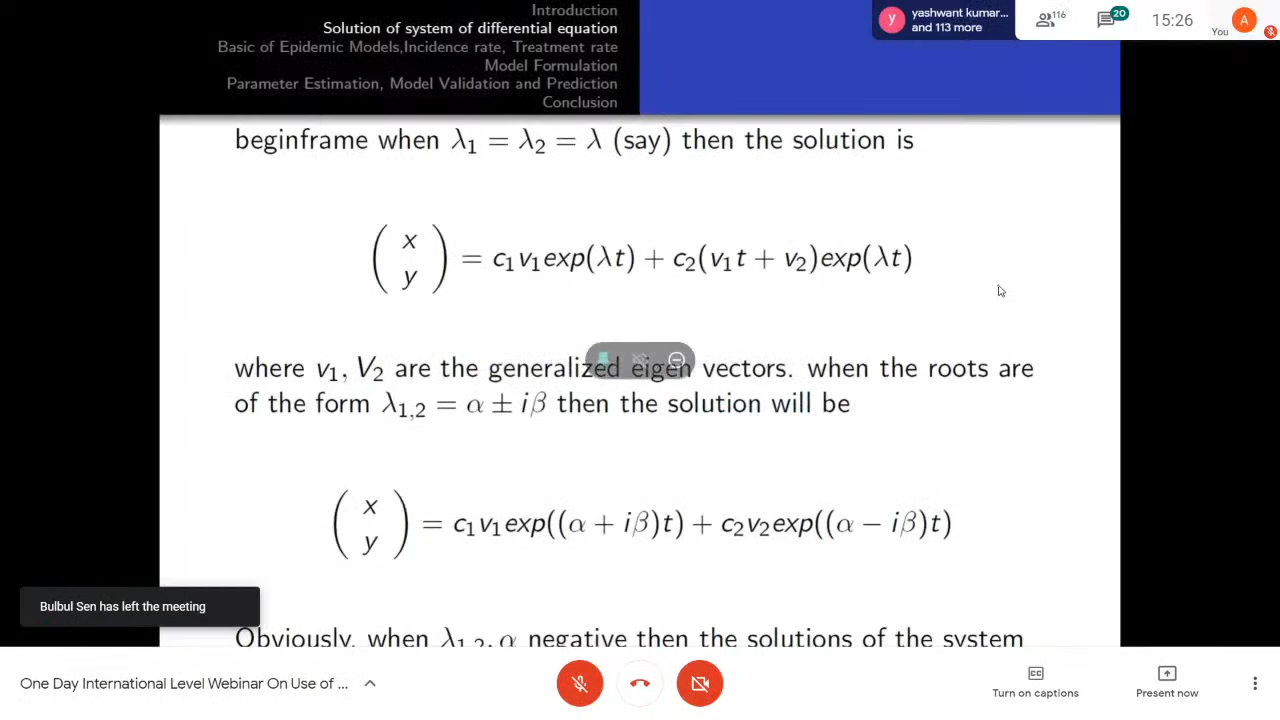 Introduction
Solution of system of differential equation
Basic of Epidemic Models,Incidence rate, Treatment rate
Model Formulation
Parameter Estimation, Model Validation and Prediction
Conclusion
y
yashwant kumar...
and 113 more
116
20
15:26
You
A
beginframe when λ₁ = λ₂ = λ (say) then the solution is
( x y ) = c₁v₁exp(λt) + c₂(v₁t + v₂)exp(λt)
where v₁, V₂ are the generalized eigen vectors. when the roots are
of the form λ₁,₂ = α ± iβ then the solution will be
( x y ) = c₁v₁exp((α + iβ)t) + c₂v₂exp((α − iβ)t)
Bulbul Sen has left the meeting
Obviously, when λ₁,₂, α negative then the solutions of the system
One Day International Level Webinar On Use of ...
CC
Turn on captions
Present now